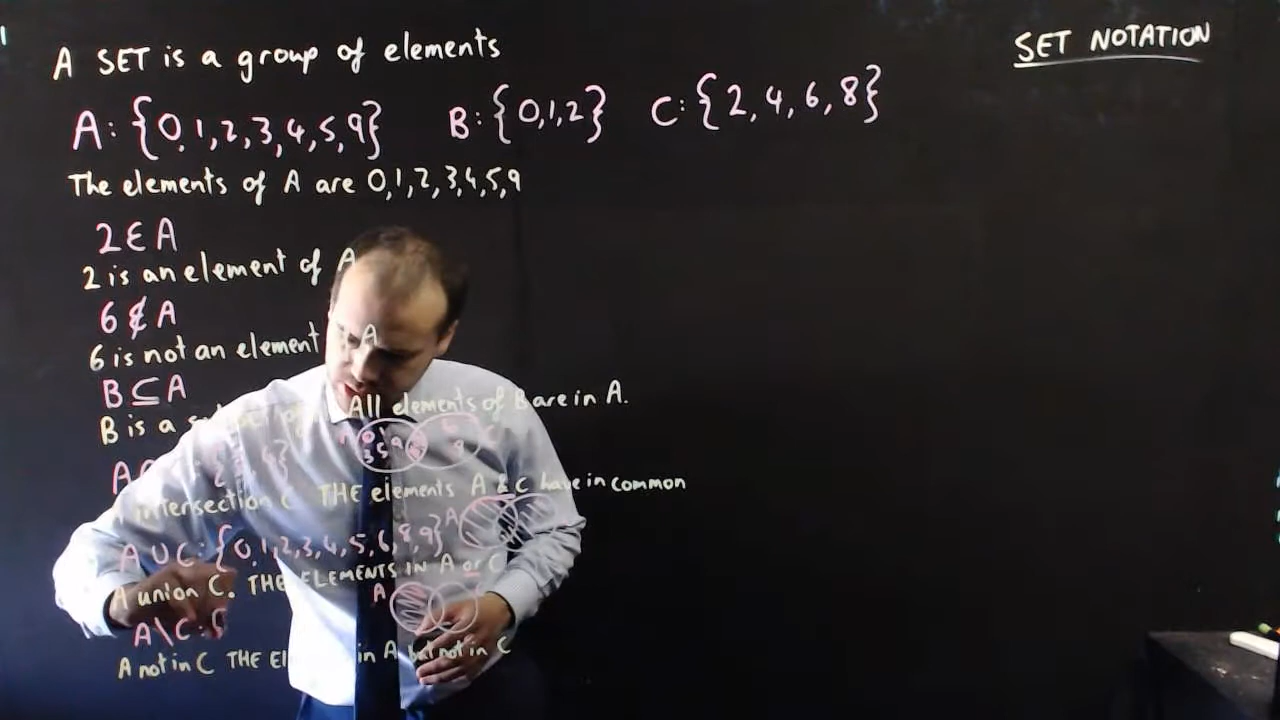 SET NOTATION
A SET is a group of elements
A: {0,1,2,3,4,5,9} B: {0,1,2} C: {2,4,6,8}
The elements of A are 0,1,2,3,4,5,9
2 ∈ A
2 is an element of A
6 ∉ A
6 is not an element A
B ⊆ A
B is a All elements of B are in A.
A
A intersection C THE elements A & C have in common
A ∪ C: {0,1,2,3,4,5,6,8,9} A
A union C. THE ELEMENTS IN A or C
A
A\C: {
A not in C THE in A but not in C